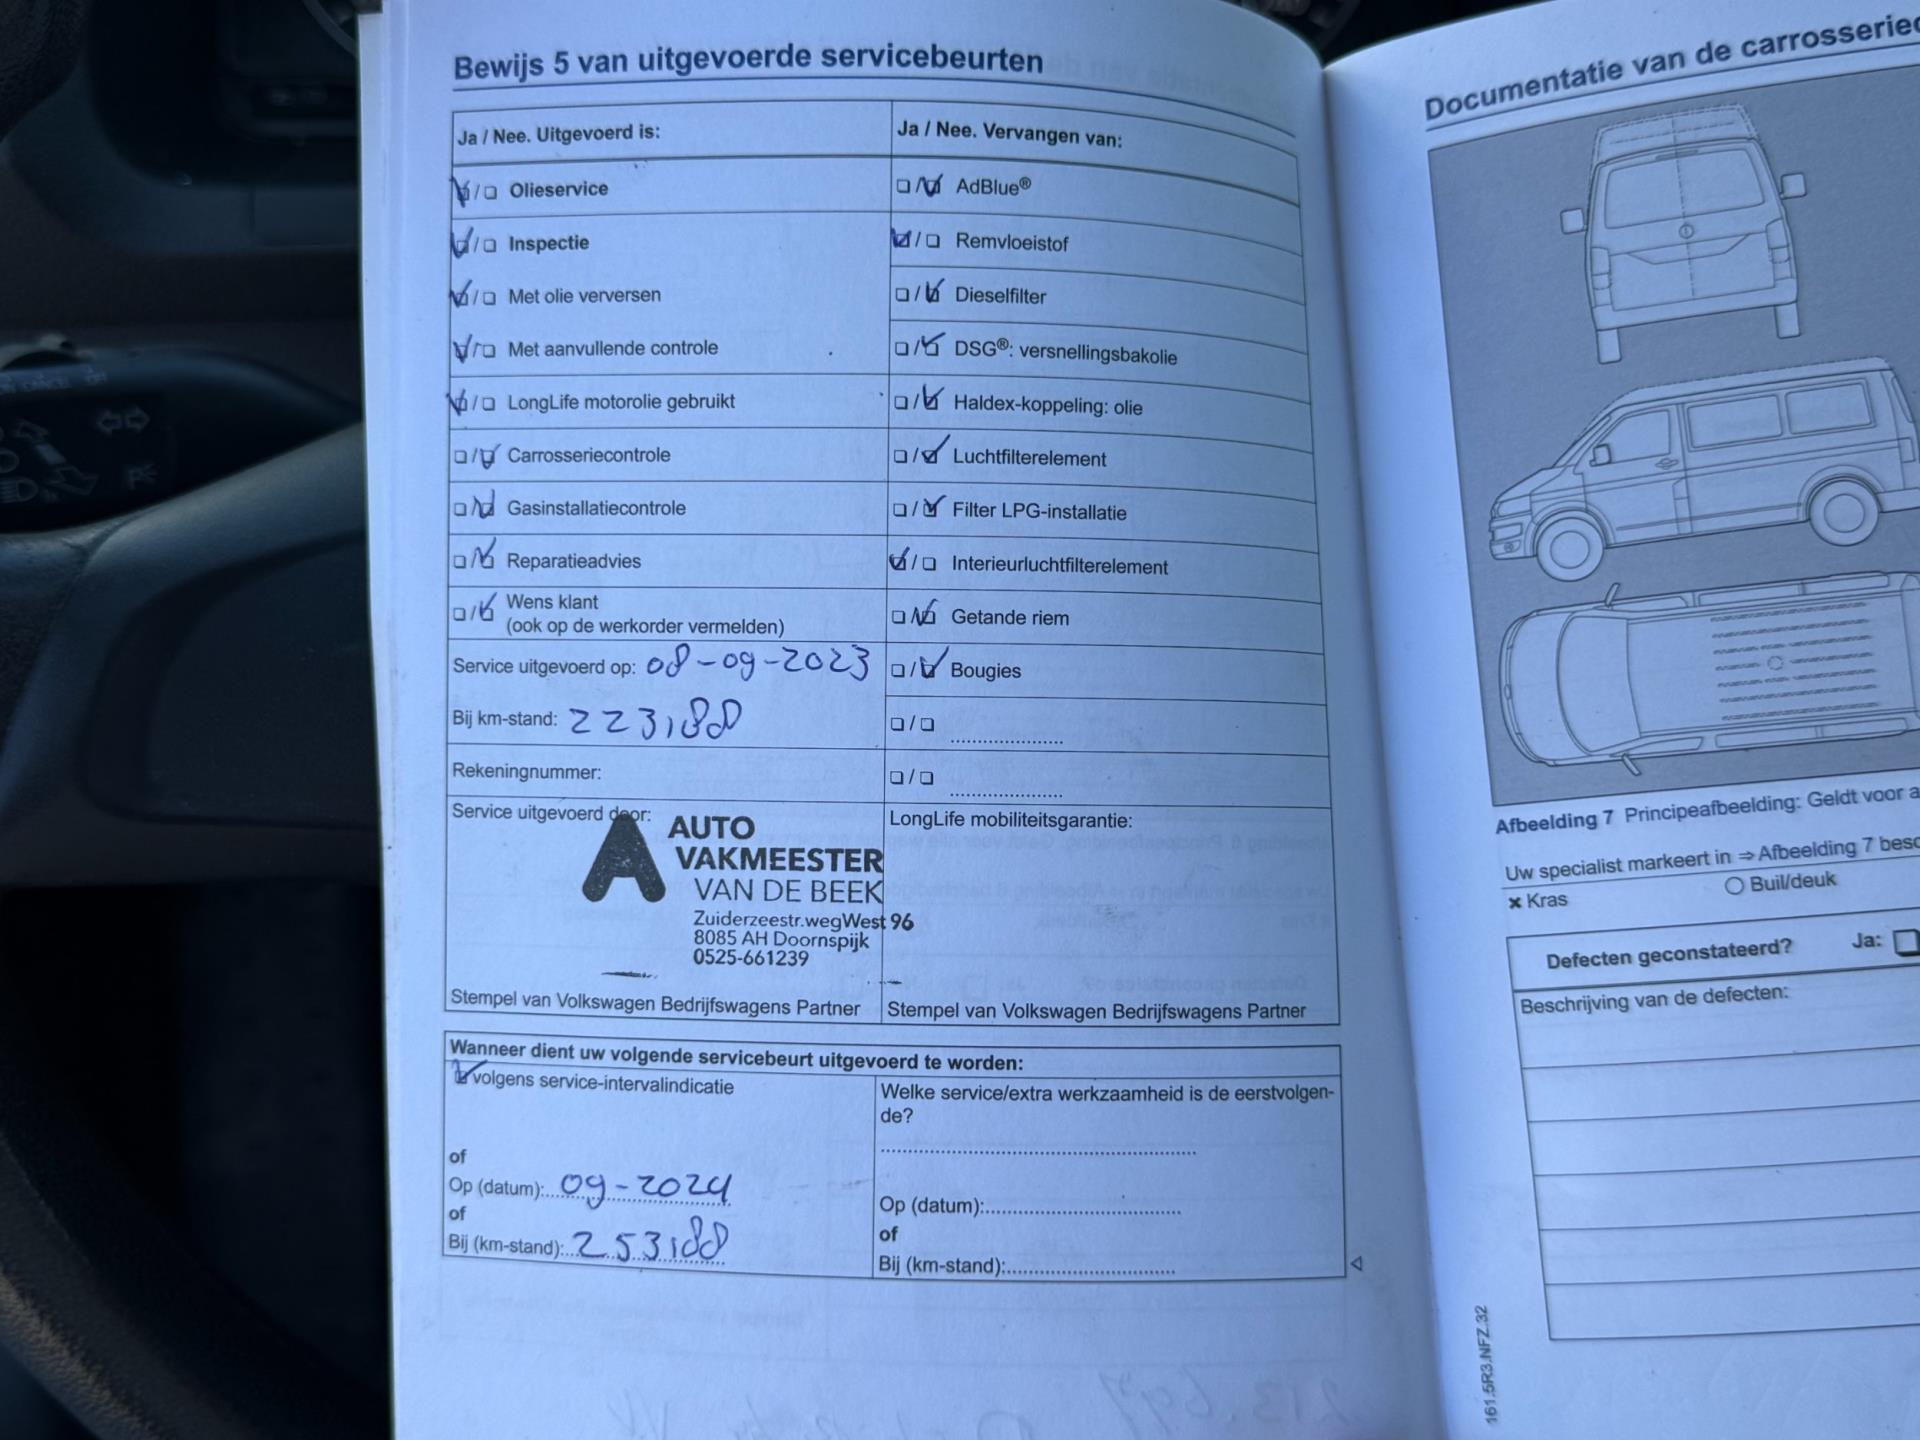 Bewijs 5 van uitgevoerde servicebeurten
Ja / Nee. Uitgevoerd is:
☑/☐ Olieservice
☑/☐ Inspectie
☑/☐ Met olie verversen
☑/☐ Met aanvullende controle
☑/☐ LongLife motorolie gebruikt
☐/☑ Carrosseriecontrole
☐/☑ Gasinstallatiecontrole
☐/☑ Reparatieadvies
☐/☑ Wens klant
(ook op de werkorder vermelden)
Service uitgevoerd op: 08-09-2023
Bij km-stand: 223188
Rekeningnummer:
Service uitgevoerd door:
AUTO
VAKMEESTER
VAN DE BEEK
Zuiderzeestr.wegWest 96
8085 AH Doornspijk
0525-661239
Stempel van Volkswagen Bedrijfswagens Partner
Ja / Nee. Vervangen van:
☐/☑ AdBlue®
☑/☐ Remvloeistof
☐/☑ Dieselfilter
☐/☑ DSG®: versnellingsbakolie
☐/☑ Haldex-koppeling: olie
☐/☑ Luchtfilterelement
☐/☑ Filter LPG-installatie
☑/☐ Interieurluchtfilterelement
☐/☑ Getande riem
☐/☑ Bougies
☐/☐ ....................
☐/☐ ....................
LongLife mobiliteitsgarantie:
Stempel van Volkswagen Bedrijfswagens Partner
Wanneer dient uw volgende servicebeurt uitgevoerd te worden:
☑ volgens service-intervalindicatie
of
Op (datum): 09-2024
of
Bij (km-stand): 253188
Welke service/extra werkzaamheid is de eerstvolgen-
de?
Op (datum):
of
Bij (km-stand):
Documentatie van de
Afbeelding 7 Principeafbeelding: Geldt voor
Uw specialist markeert in ⇒ Afbeelding 7
× Kras
○ Buil/deuk
Defecten geconstateerd? Ja: ☐
Beschrijving van de defecten:
161.5R3.NFZ.32